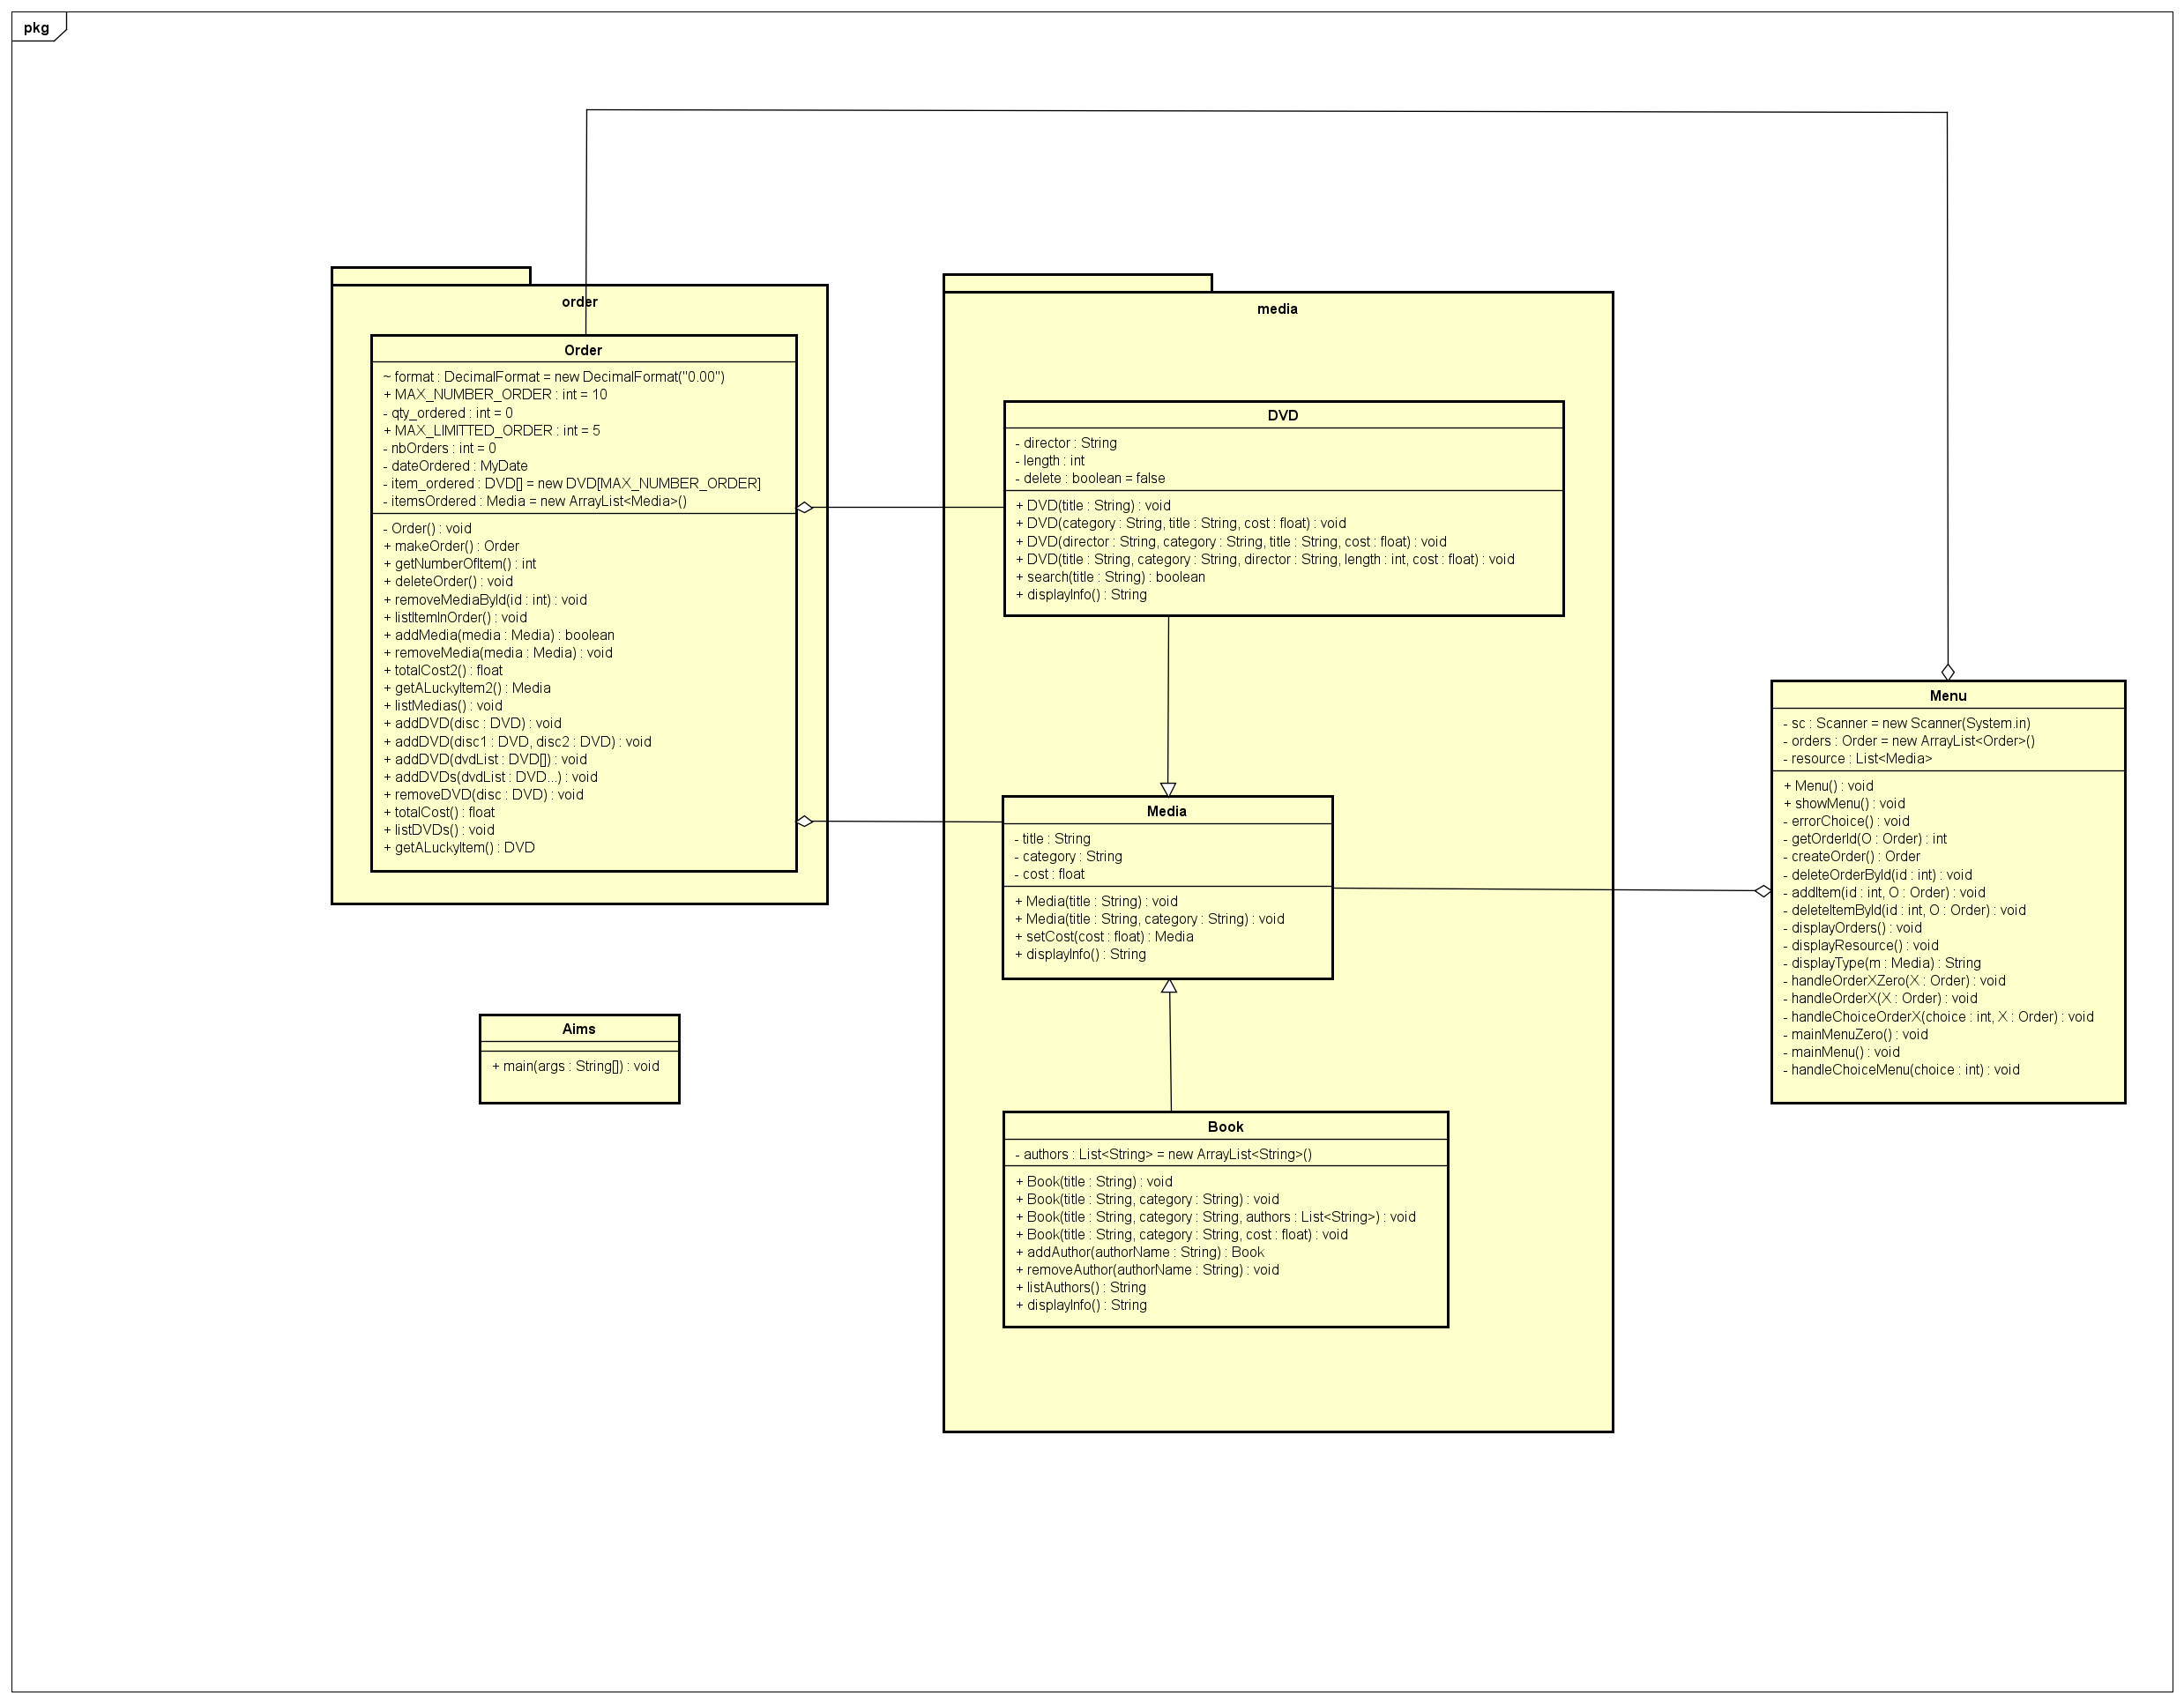 pkg
order
Order
~ format : DecimalFormat = new DecimalFormat("0.00")
+ MAX_NUMBER_ORDER : int = 10
- qty_ordered : int = 0
+ MAX_LIMITTED_ORDER : int = 5
- nbOrders : int = 0
- dateOrdered : MyDate
- item_ordered : DVD[] = new DVD[MAX_NUMBER_ORDER]
- itemsOrdered : Media = new ArrayList<Media>()
- Order() : void
+ makeOrder() : Order
+ getNumberOfItem() : int
+ deleteOrder() : void
+ removeMediaById(id : int) : void
+ listItemInOrder() : void
+ addMedia(media : Media) : boolean
+ removeMedia(media : Media) : void
+ totalCost2() : float
+ getALuckyItem2() : Media
+ listMedias() : void
+ addDVD(disc : DVD) : void
+ addDVD(disc1 : DVD, disc2 : DVD) : void
+ addDVD(dvdList : DVD[]) : void
+ addDVDs(dvdList : DVD...) : void
+ removeDVD(disc : DVD) : void
+ totalCost() : float
+ listDVDs() : void
+ getALuckyItem() : DVD
Aims
+ main(args : String[]) : void
media
DVD
- director : String
- length : int
- delete : boolean = false
+ DVD(title : String) : void
+ DVD(category : String, title : String, cost : float) : void
+ DVD(director : String, category : String, title : String, cost : float) : void
+ DVD(title : String, category : String, director : String, length : int, cost : float) : void
+ search(title : String) : boolean
+ displayInfo() : String
Media
- title : String
- category : String
- cost : float
+ Media(title : String) : void
+ Media(title : String, category : String) : void
+ setCost(cost : float) : Media
+ displayInfo() : String
Book
- authors : List<String> = new ArrayList<String>()
+ Book(title : String) : void
+ Book(title : String, category : String) : void
+ Book(title : String, category : String, authors : List<String>) : void
+ Book(title : String, category : String, cost : float) : void
+ addAuthor(authorName : String) : Book
+ removeAuthor(authorName : String) : void
+ listAuthors() : String
+ displayInfo() : String
Menu
- sc : Scanner = new Scanner(System.in)
- orders : Order = new ArrayList<Order>()
- resource : List<Media>
+ Menu() : void
+ showMenu() : void
- errorChoice() : void
- getOrderId(O : Order) : int
- createOrder() : Order
- deleteOrderById(id : int) : void
- addItem(id : int, O : Order) : void
- deleteItemById(id : int, O : Order) : void
- displayOrders() : void
- displayResource() : void
- displayType(m : Media) : String
- handleOrderXZero(X : Order) : void
- handleOrderX(X : Order) : void
- handleChoiceOrderX(choice : int, X : Order) : void
- mainMenuZero() : void
- mainMenu() : void
- handleChoiceMenu(choice : int) : void